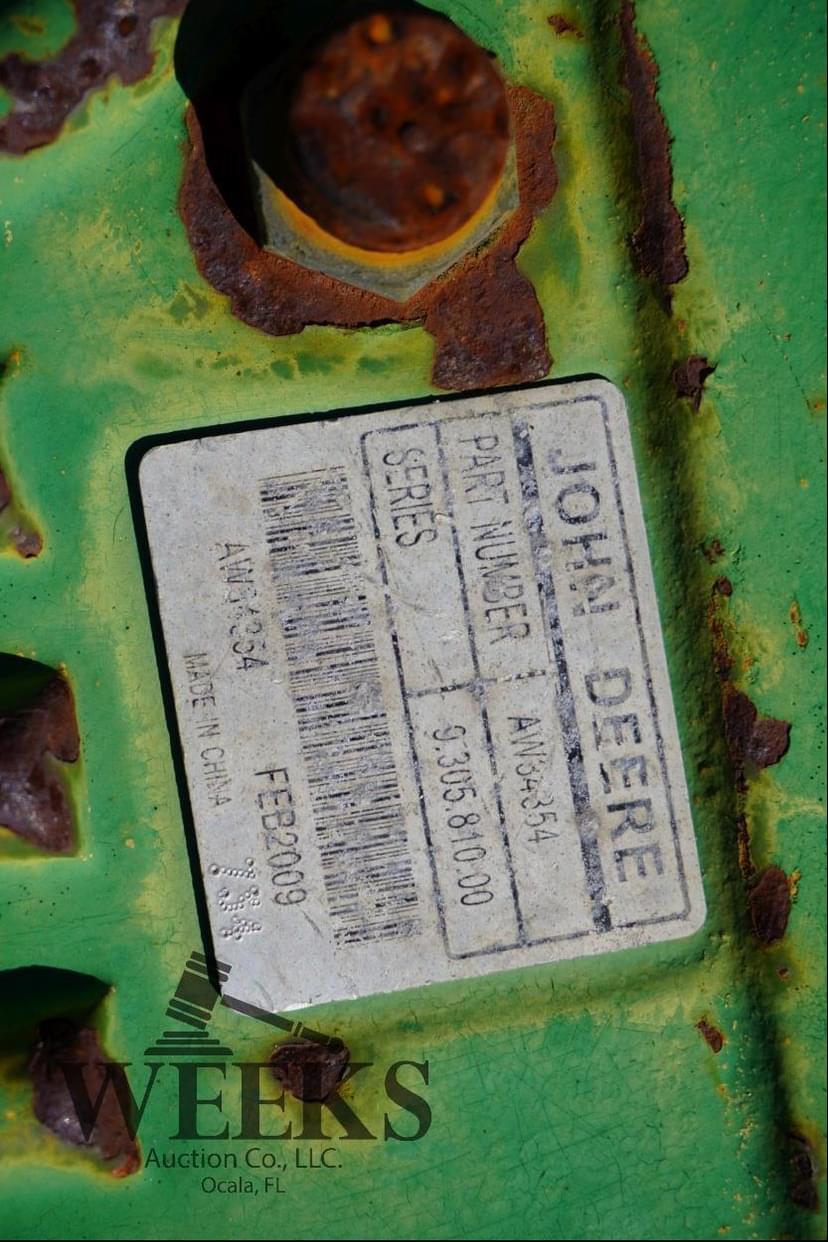 JOHN DEERE
PART NUMBER AW34354
SERIES 9.305.810.00
AW34354 FEB2009
MADE IN CHINA
WEEKS
Auction Co., LLC.
Ocala, FL